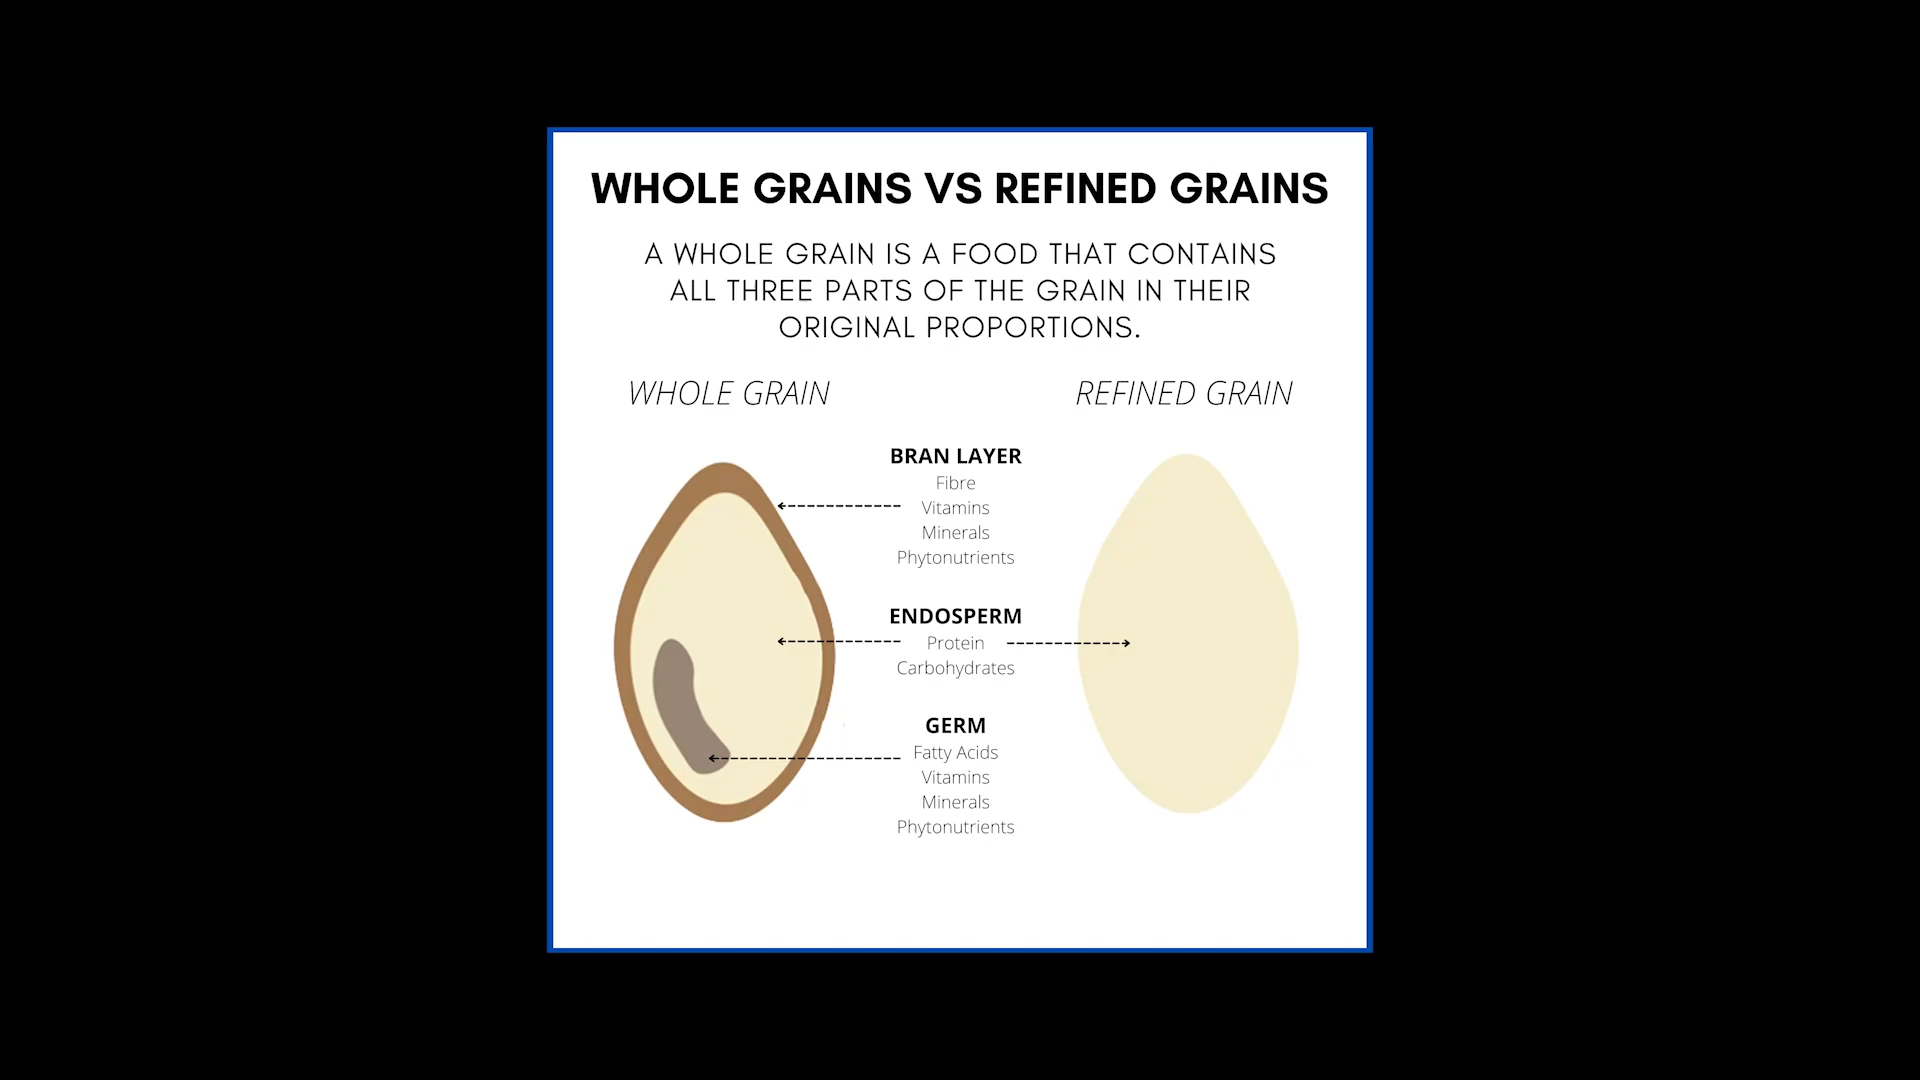 WHOLE GRAINS VS REFINED GRAINS
A WHOLE GRAIN IS A FOOD THAT CONTAINS
ALL THREE PARTS OF THE GRAIN IN THEIR
ORIGINAL PROPORTIONS.
WHOLE GRAIN
REFINED GRAIN
BRAN LAYER
Fibre
Vitamins
Minerals
Phytonutrients
ENDOSPERM
Protein
Carbohydrates
GERM
Fatty Acids
Vitamins
Minerals
Phytonutrients